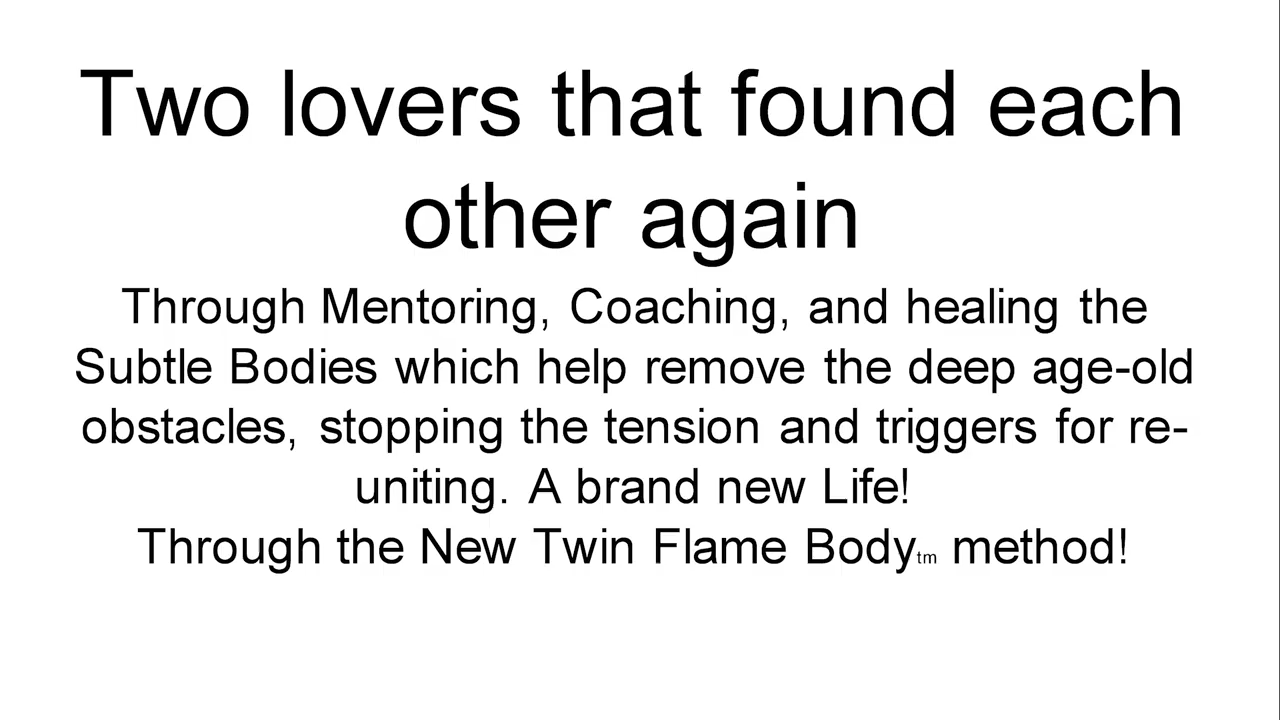 Two lovers that found each
other again
Through Mentoring, Coaching, and healing the
Subtle Bodies which help remove the deep age-old
obstacles, stopping the tension and triggers for re-
uniting. A brand new Life!
Through the New Twin Flame Body tm method!